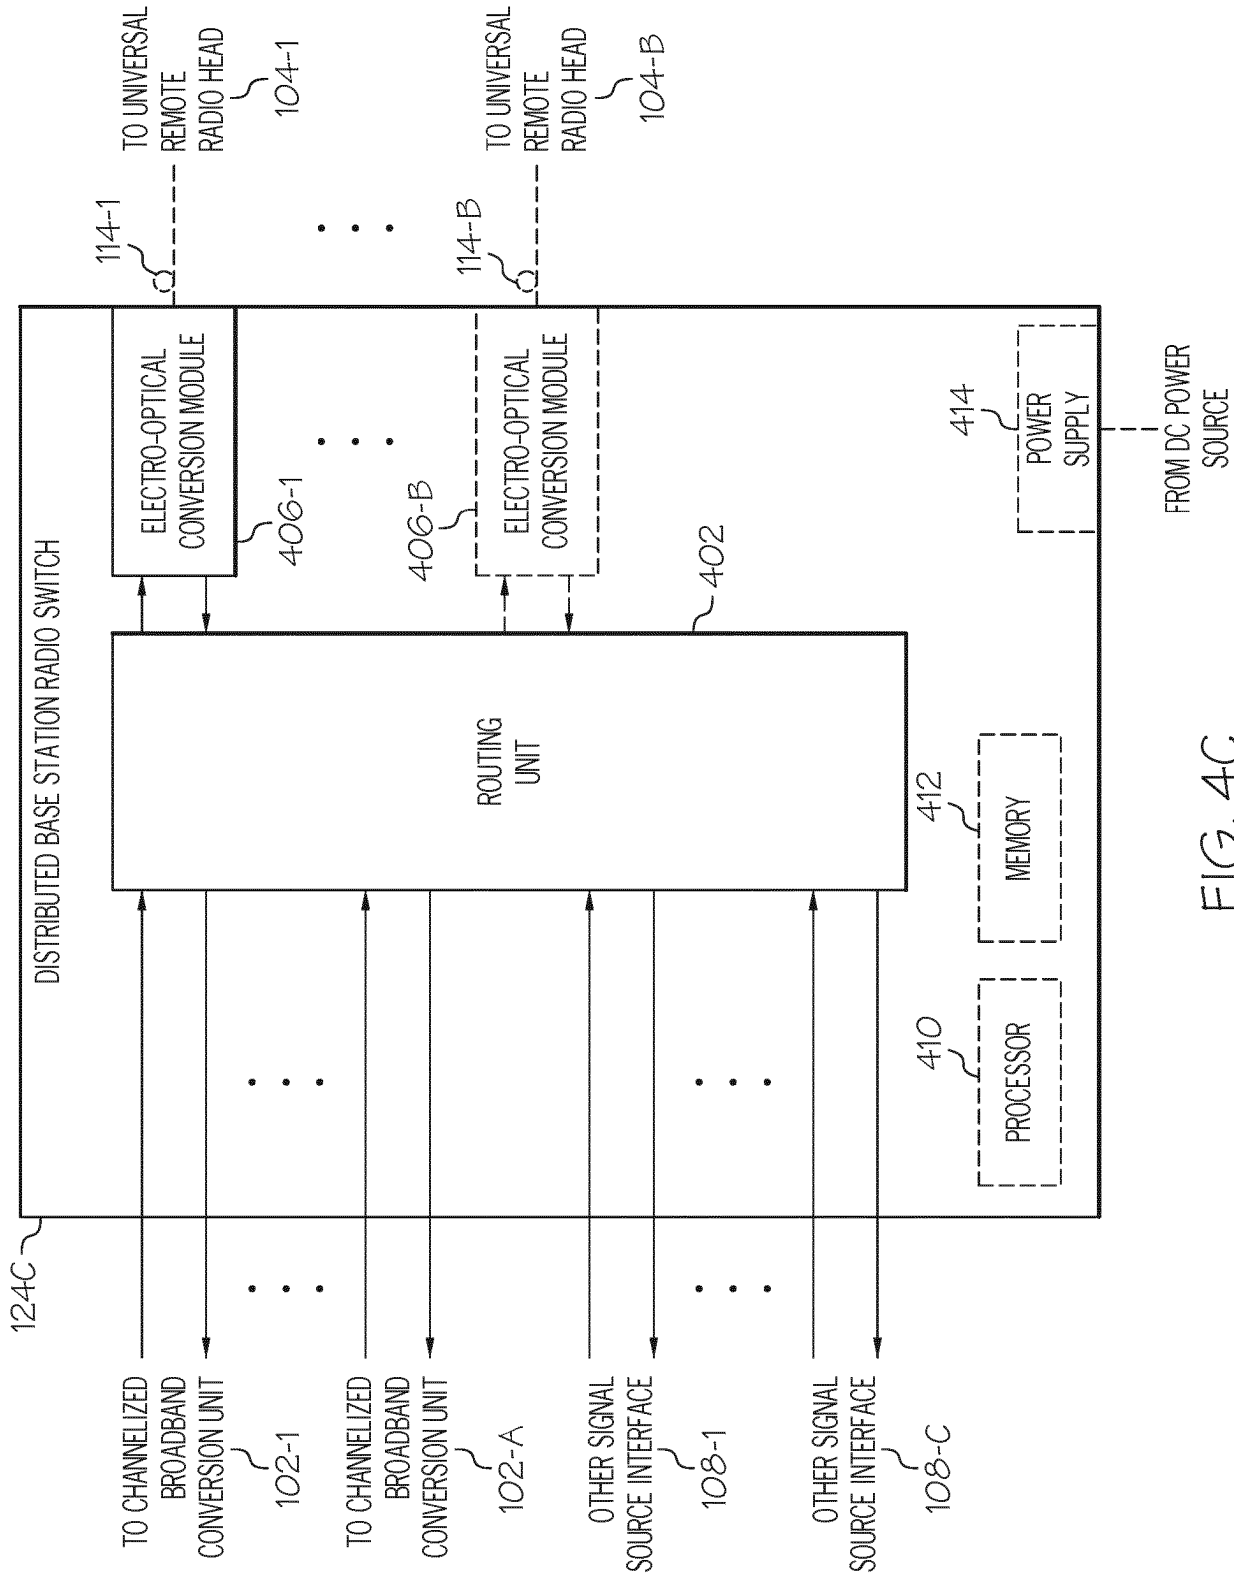 124C
DISTRIBUTED BASE STATION RADIO SWITCH
TO CHANNELIZED
BROADBAND
CONVERSION UNIT
102-1
TO CHANNELIZED
BROADBAND
CONVERSION UNIT
102-A
OTHER SIGNAL
SOURCE INTERFACE
108-1
OTHER SIGNAL
SOURCE INTERFACE
108-C
ROUTING
UNIT
402
ELECTRO-OPTICAL
CONVERSION MODULE
406-1
ELECTRO-OPTICAL
CONVERSION MODULE
406-B
114-1
TO UNIVERSAL
REMOTE
RADIO HEAD
104-1
114-B
TO UNIVERSAL
REMOTE
RADIO HEAD
104-B
410
PROCESSOR
412
MEMORY
414
POWER
SUPPLY
FROM DC POWER
SOURCE
FIG. 4C